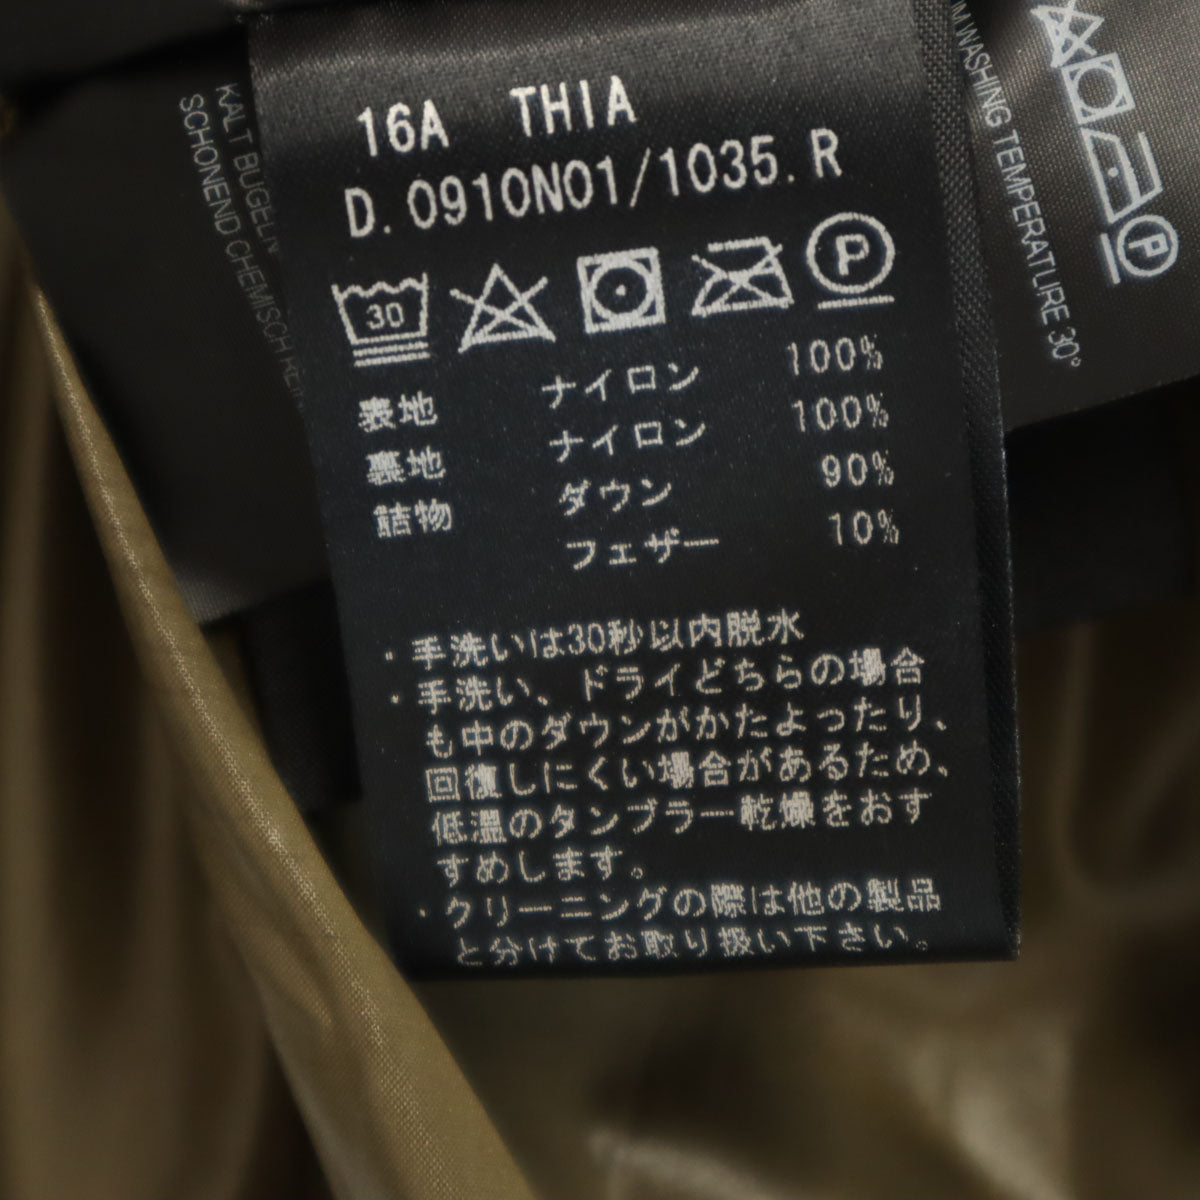 16A THIA
D.0910N01/1035.R
30
P
表地 ナイロン 100%
裏地 ナイロン 100%
詰物 ダウン 90%
フェザー 10%
・手洗いは30秒以内脱水
・手洗い、ドライどちらの場合
も中のダウンがかたよったり、
回復しにくい場合があるため、
低温のタンブラー乾燥をおす
すめします。
・クリーニングの際は他の製品
と分けてお取り扱い下さい。
KALT BÜGELN
SCHONEND CHEMISCH
WASHING TEMPERATURE 30°
P